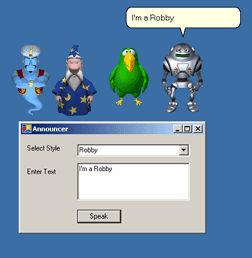 I'm a Robby
Announcer
Select Style
Robby
Enter Text
I'm a Robby
Speak